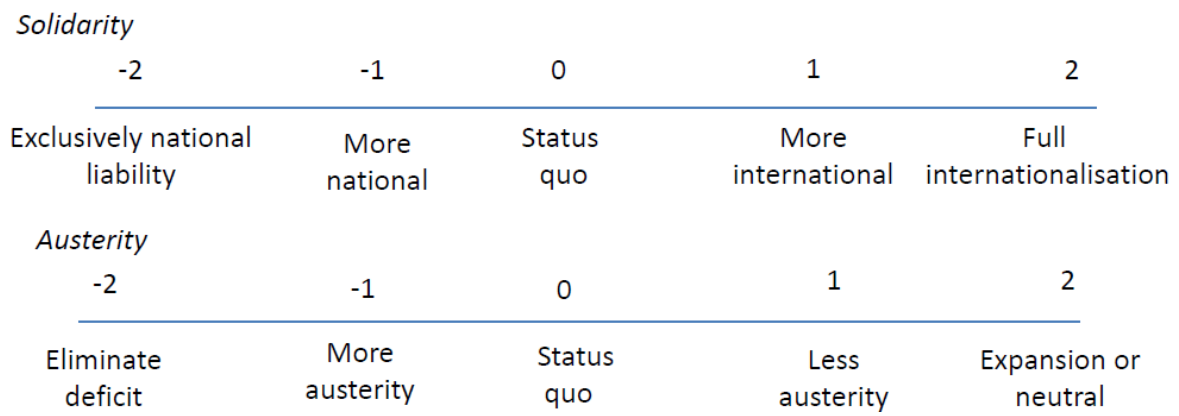 Solidarity
-2 -1 0 1 2
Exclusively national More Status More Full
liability national quo international internationalisation
Austerity
-2 -1 0 1 2
Eliminate More Status Less Expansion or
deficit austerity quo austerity neutral